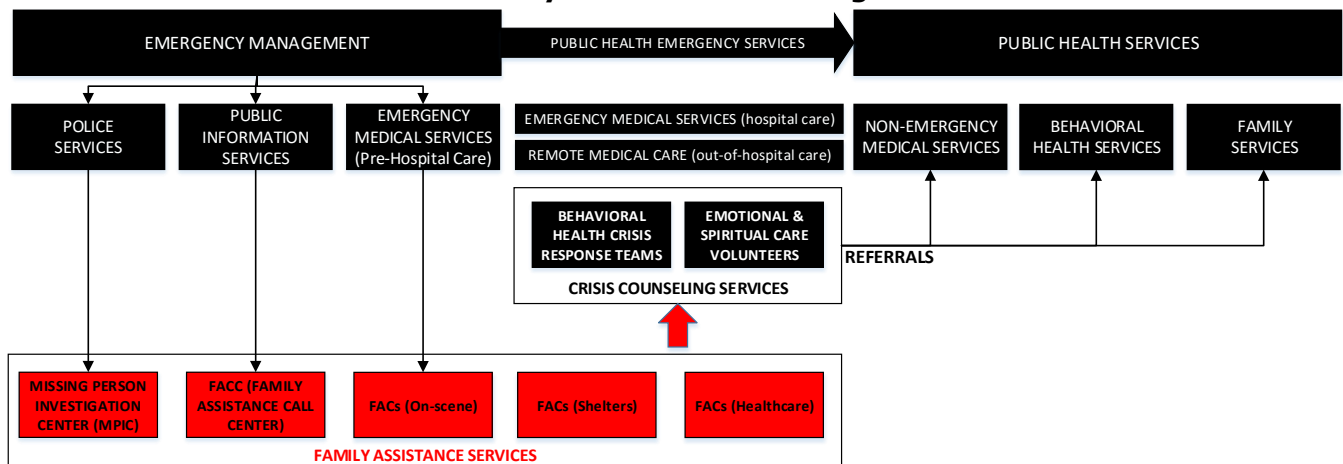 EMERGENCY MANAGEMENT
PUBLIC HEALTH EMERGENCY SERVICES
PUBLIC HEALTH SERVICES
POLICE
SERVICES
PUBLIC
INFORMATION
SERVICES
EMERGENCY
MEDICAL SERVICES
(Pre-Hospital Care)
EMERGENCY MEDICAL SERVICES (hospital care)
REMOTE MEDICAL CARE (out-of-hospital care)
NON-EMERGENCY
MEDICAL SERVICES
BEHAVIORAL
HEALTH SERVICES
FAMILY
SERVICES
BEHAVIORAL
HEALTH CRISIS
RESPONSE TEAMS
EMOTIONAL &
SPIRITUAL CARE
VOLUNTEERS
CRISIS COUNSELING SERVICES
REFERRALS
MISSING PERSON
INVESTIGATION
CENTER (MPIC)
FACC (FAMILY
ASSISTANCE CALL
CENTER)
FACs (On-scene)
FACs (Shelters)
FACs (Healthcare)
FAMILY ASSISTANCE SERVICES